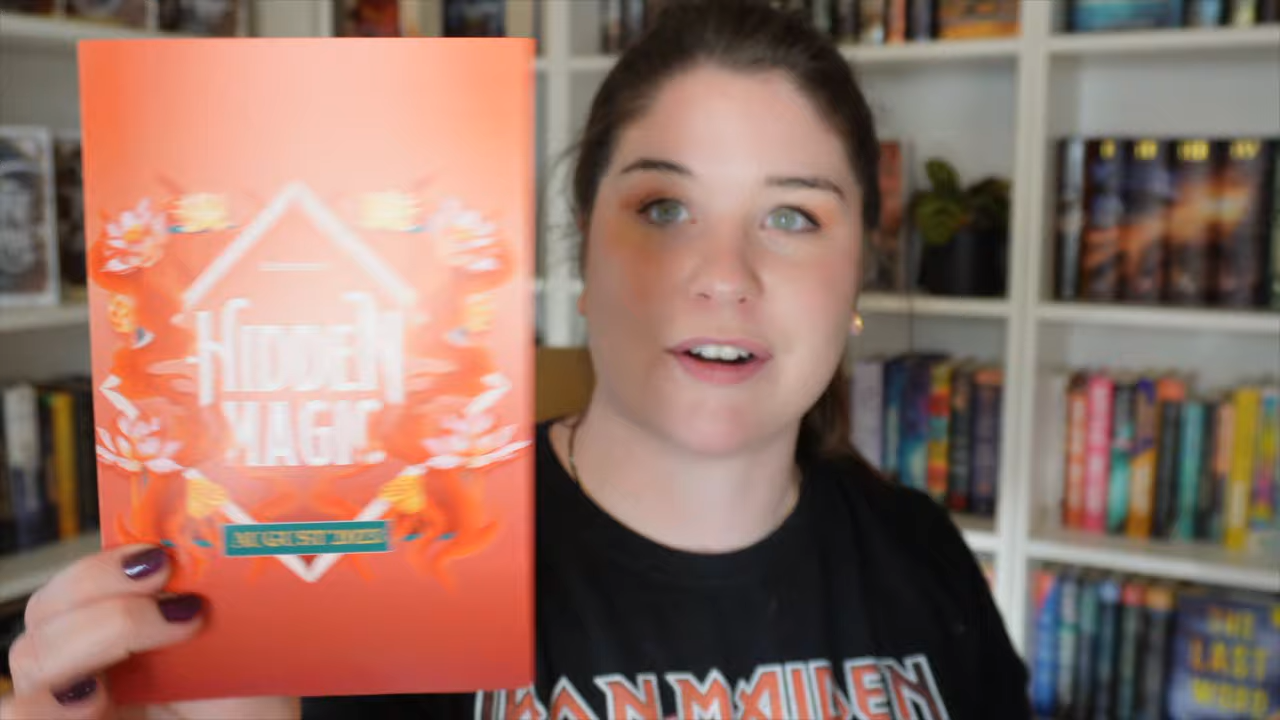 HIDDEN
MAGIC
AUGUST 2023
IRON MAIDEN
THE
LAST
WORD